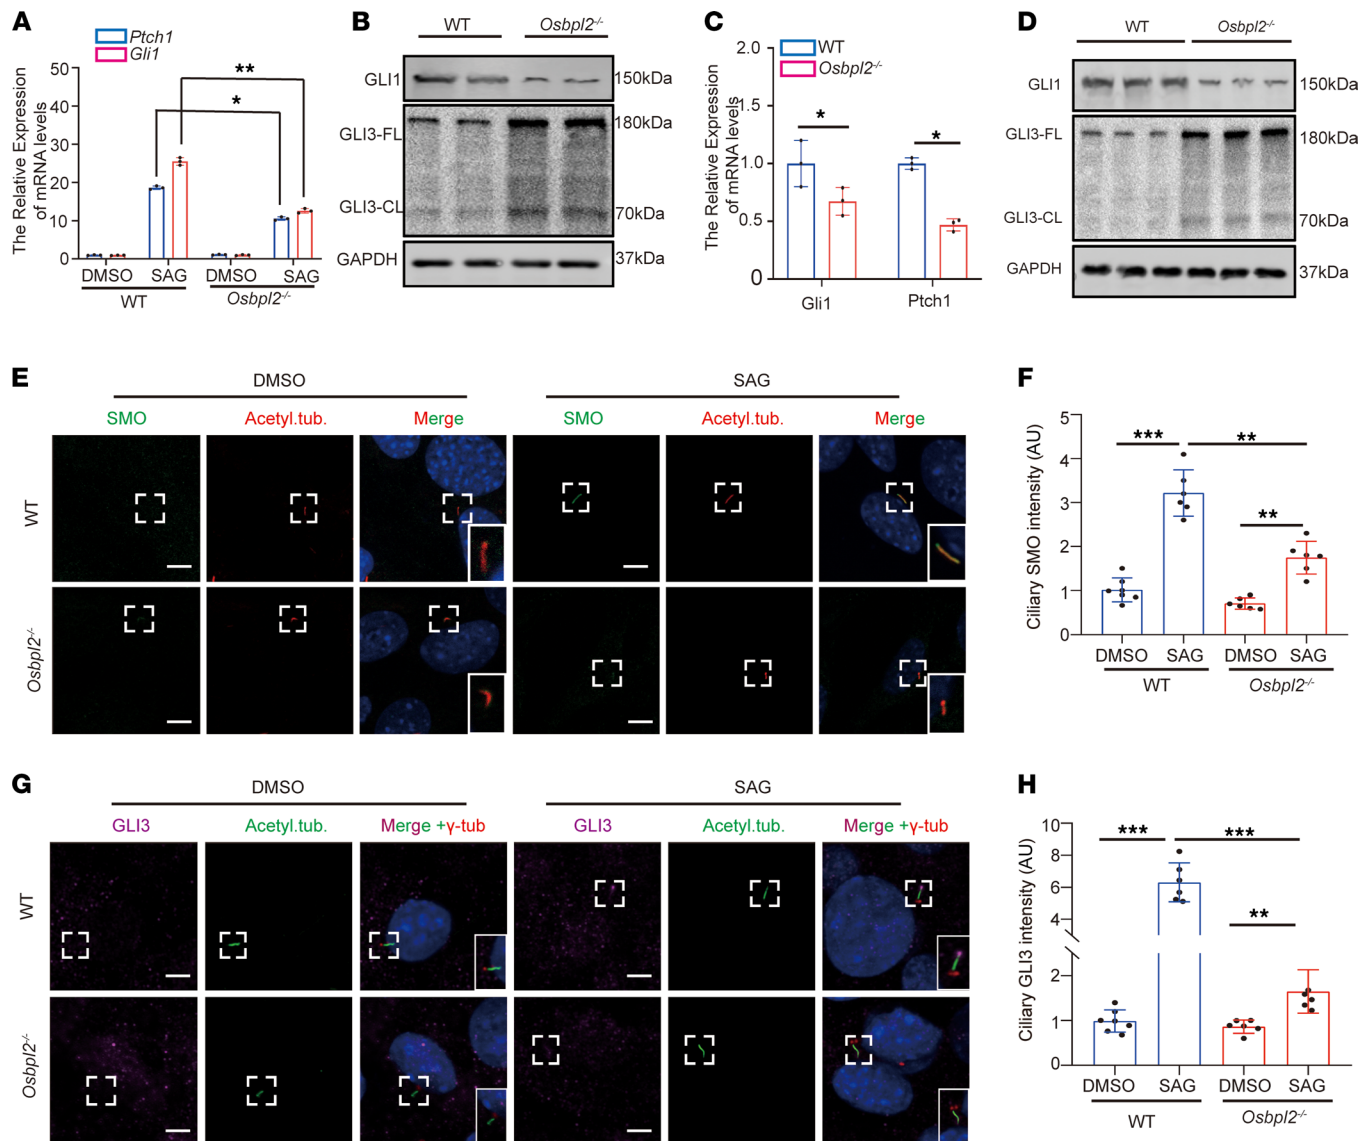 A
Ptch1
Gli1
The Relative Expression
of mRNA levels
50
40
30
20
10
0
**
*
DMSO SAG DMSO SAG
WT Osbpl2-/-
B
WT Osbpl2-/-
GLI1 150kDa
GLI3-FL 180kDa
GLI3-CL 70kDa
GAPDH 37kDa
C
WT
Osbpl2-/-
The Relative Expression
of mRNA levels
2.0
1.5
1.0
0.5
0
* *
Gli1 Ptch1
D
WT Osbpl2-/-
GLI1 150kDa
GLI3-FL 180kDa
GLI3-CL 70kDa
GAPDH 37kDa
E
DMSO SAG
SMO Acetyl.tub. Merge SMO Acetyl.tub. Merge
WT
Osbpl2-/-
F
Ciliary SMO intensity (AU)
5
4
3
2
1
0
*** **
**
DMSO SAG DMSO SAG
WT Osbpl2-/-
G
DMSO SAG
GLI3 Acetyl.tub. Merge +γ-tub GLI3 Acetyl.tub. Merge +γ-tub
WT
Osbpl2-/-
H
Ciliary GLI3 intensity (AU)
10
8
6
4
2
1
0
*** ***
**
DMSO SAG DMSO SAG
WT Osbpl2-/-